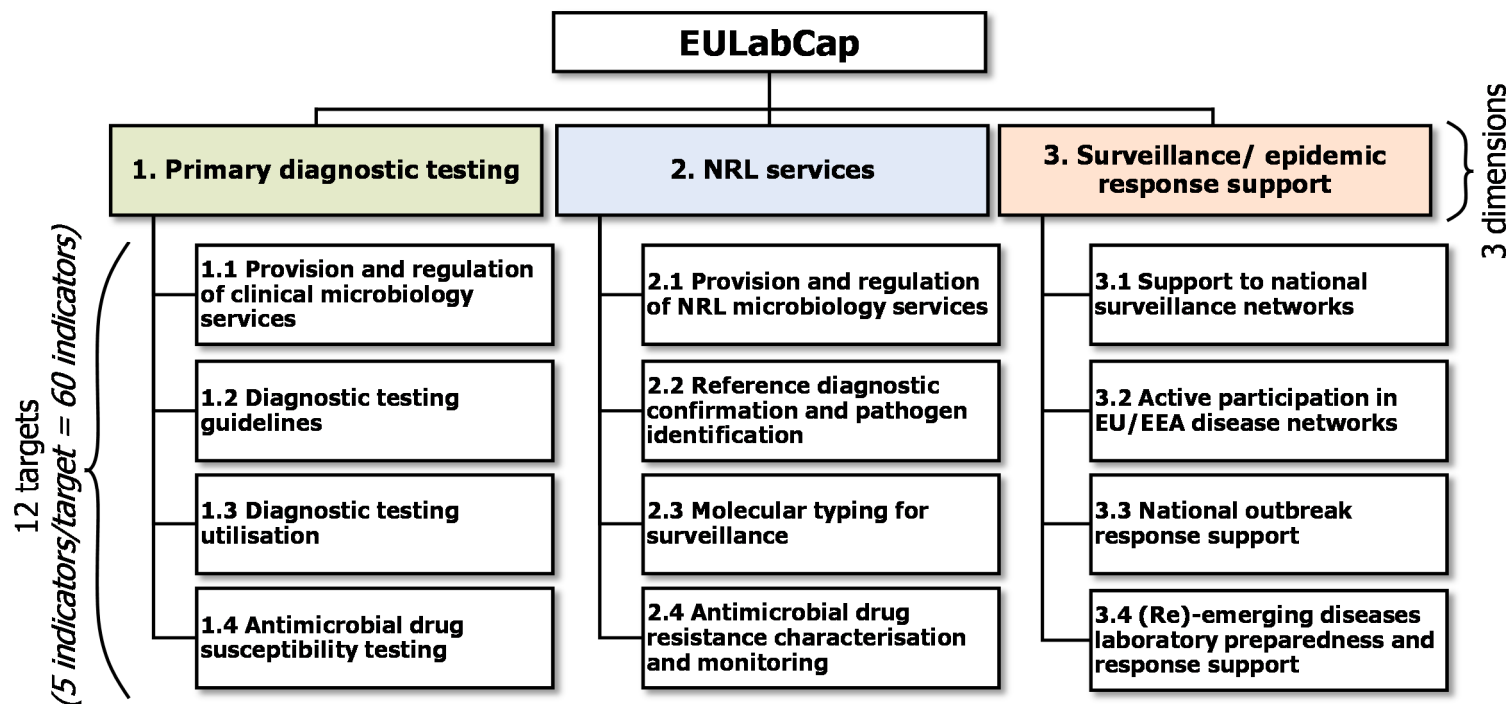 EULabCap
1. Primary diagnostic testing
2. NRL services
3. Surveillance/ epidemic
response support
3 dimensions
12 targets
(5 indicators/target = 60 indicators)
1.1 Provision and regulation
of clinical microbiology
services
1.2 Diagnostic testing
guidelines
1.3 Diagnostic testing
utilisation
1.4 Antimicrobial drug
susceptibility testing
2.1 Provision and regulation
of NRL microbiology services
2.2 Reference diagnostic
confirmation and pathogen
identification
2.3 Molecular typing for
surveillance
2.4 Antimicrobial drug
resistance characterisation
and monitoring
3.1 Support to national
surveillance networks
3.2 Active participation in
EU/EEA disease networks
3.3 National outbreak
response support
3.4 (Re)-emerging diseases
laboratory preparedness and
response support